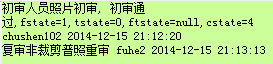 初审人员照片初审, 初审通
过,fstate=1,tstate=0,ftstate=null,cstate=4
chushen102 2014-12-15 21:12:20
复审非裁剪普照重审 fuhe2 2014-12-15 21:13:13